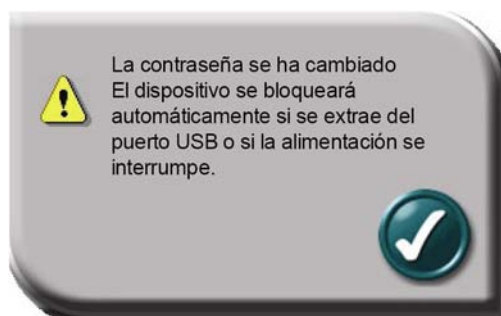 La contraseña se ha cambiado
El dispositivo se bloqueará
automáticamente si se extrae del
puerto USB o si la alimentación se
interrumpe.